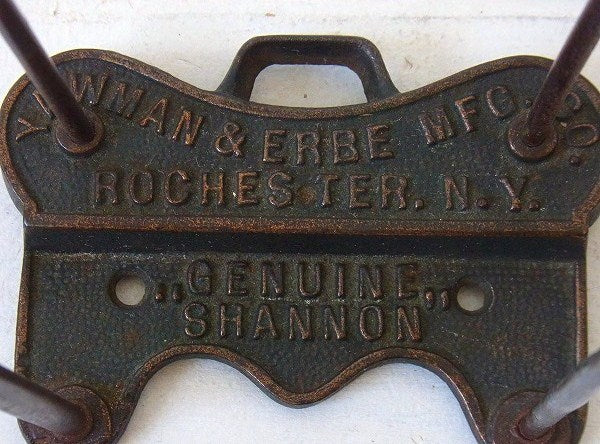 YAWMAN & ERBE MFG. CO.
ROCHESTER. N.Y.
„GENUINE„
SHANNON